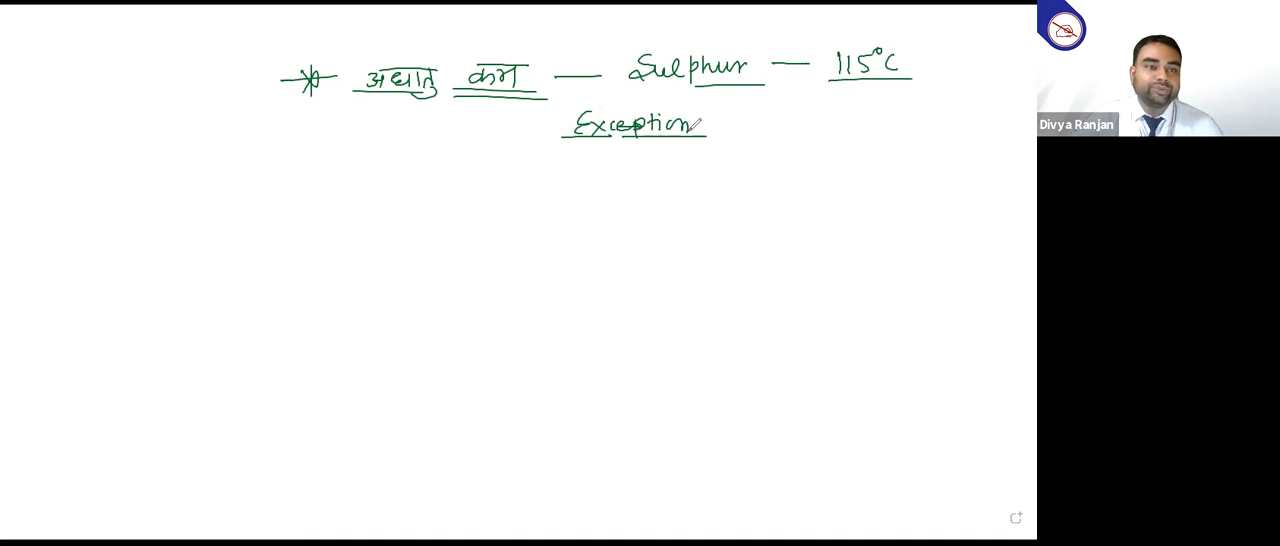 अधातु कम — Sulphur — 115°C
Exception
Divya Ranjan